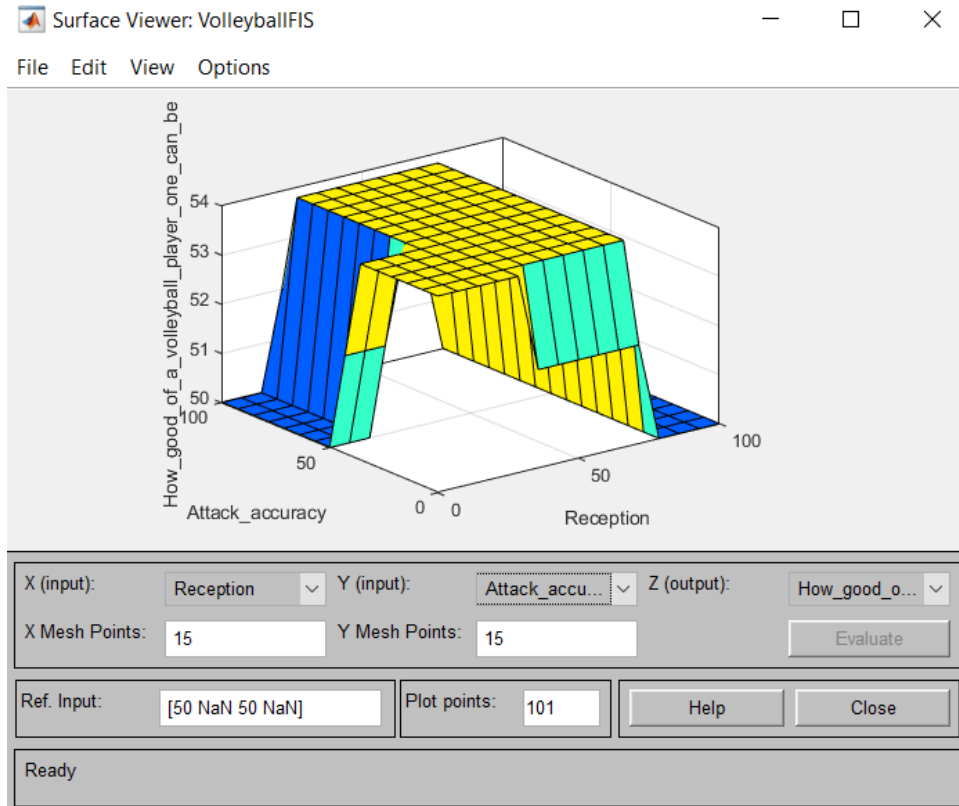 Surface Viewer: VolleyballFIS
File Edit View Options
How_good_of_a_volleyball_player_one_can_be
54
53
52
51
50
100
50
0
Attack_accuracy
0
50
100
Reception
X (input): Reception Y (input): Attack_accu... Z (output): How_good_o...
X Mesh Points: 15 Y Mesh Points: 15 Evaluate
Ref. Input: [50 NaN 50 NaN] Plot points: 101 Help Close
Ready